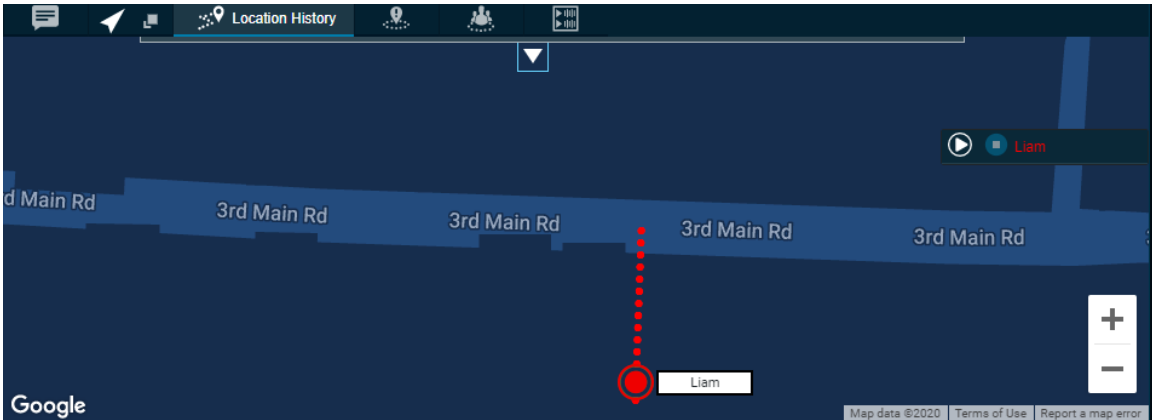 Location History
Liam
d Main Rd
3rd Main Rd
3rd Main Rd
3rd Main Rd
3rd Main Rd
Liam
Google
Map data ©2020 Terms of Use Report a map error